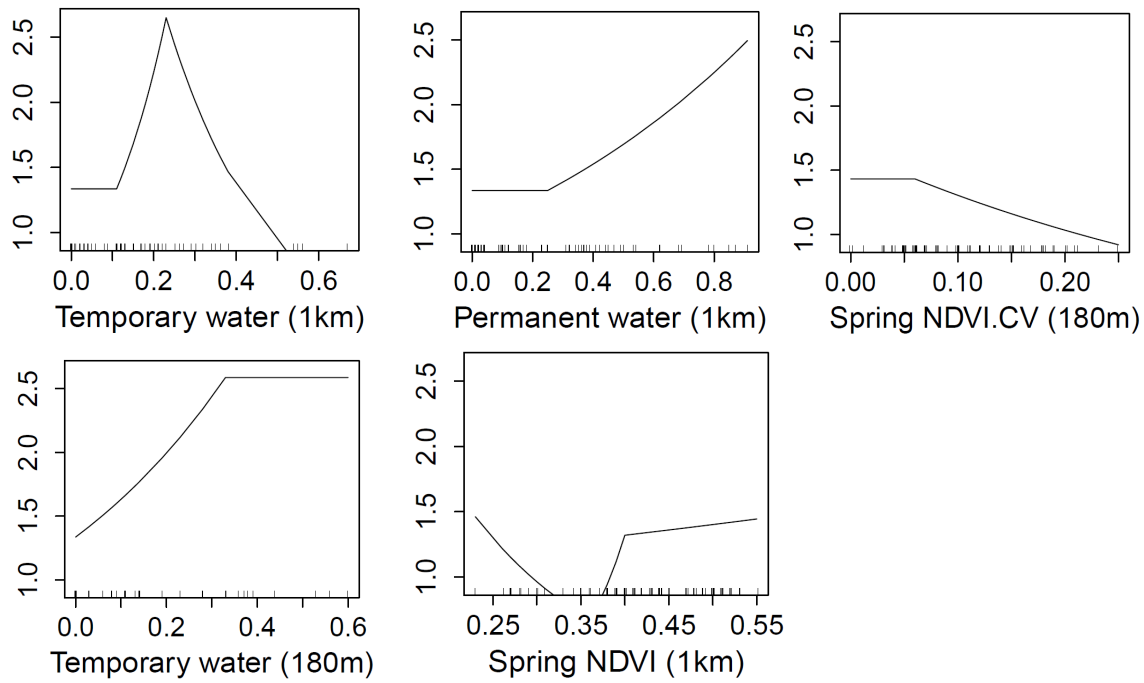 2.5
2.0
1.5
1.0
0.0 0.2 0.4 0.6
Temporary water (1km)
2.5
2.0
1.5
1.0
0.0 0.2 0.4 0.6 0.8
Permanent water (1km)
2.5
2.0
1.5
1.0
0.00 0.10 0.20
Spring NDVI.CV (180m)
2.5
2.0
1.5
1.0
0.0 0.2 0.4 0.6
Temporary water (180m)
2.5
2.0
1.5
1.0
0.25 0.35 0.45 0.55
Spring NDVI (1km)